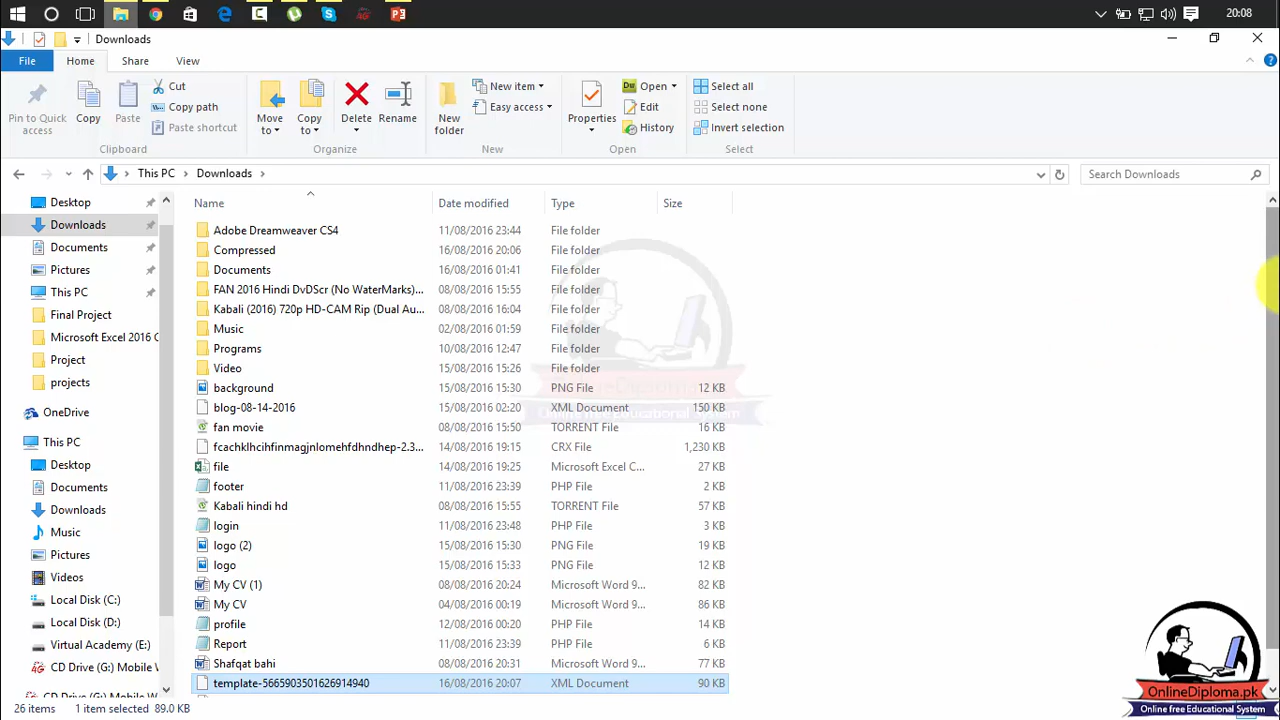 20:08
Downloads
File
Home
Share
View
Pin to Quick access
Copy
Paste
Cut
Copy path
Paste shortcut
Clipboard
Move to
Copy to
Delete
Rename
Organize
New folder
New item
Easy access
New
Properties
Open
Edit
History
Open
Select all
Select none
Invert selection
Select
This PC
Downloads
Search Downloads
Desktop
Downloads
Documents
Pictures
This PC
Final Project
Microsoft Excel 2016 C
Project
projects
OneDrive
This PC
Desktop
Documents
Downloads
Music
Pictures
Videos
Local Disk (C:)
Local Disk (D:)
Virtual Academy (E:)
CD Drive (G:) Mobile W
CD Drive (G:) Mobile W
Name Date modified Type Size
Adobe Dreamweaver CS4 11/08/2016 23:44 File folder
Compressed 16/08/2016 20:06 File folder
Documents 16/08/2016 01:41 File folder
FAN 2016 Hindi DvDScr (No WaterMarks)... 08/08/2016 15:55 File folder
Kabali (2016) 720p HD-CAM Rip (Dual Au... 08/08/2016 16:04 File folder
Music 02/08/2016 01:59 File folder
Programs 10/08/2016 12:47 File folder
Video 15/08/2016 15:26 File folder
background 15/08/2016 15:30 PNG File 12 KB
blog-08-14-2016 15/08/2016 02:20 XML Document 150 KB
fan movie 08/08/2016 15:50 TORRENT File 16 KB
fcachklhcihfinmagjnlomehfdhndhep-2.3... 14/08/2016 19:15 CRX File 1,230 KB
file 14/08/2016 19:25 Microsoft Excel C... 27 KB
footer 11/08/2016 23:39 PHP File 2 KB
Kabali hindi hd 08/08/2016 15:55 TORRENT File 57 KB
login 11/08/2016 23:48 PHP File 3 KB
logo (2) 15/08/2016 15:30 PNG File 19 KB
logo 15/08/2016 15:33 PNG File 19 KB
My CV (1) 08/08/2016 20:24 Microsoft Word 9... 82 KB
My CV 04/08/2016 00:19 Microsoft Word 9... 86 KB
profile 12/08/2016 00:20 PHP File 14 KB
Report 11/08/2016 23:39 PHP File 6 KB
Shafqat bahi 08/08/2016 20:31 Microsoft Word 9... 77 KB
template-5665903501626914940 16/08/2016 20:07 XML Document 90 KB
Online free Educational System
OnlineDiploma.pk
Online free Educational System
26 items 1 item selected 89.0 KB